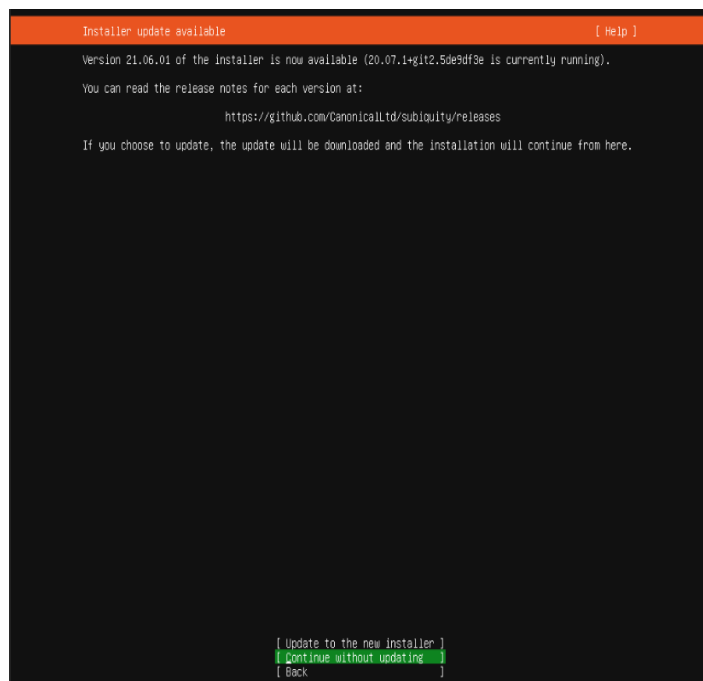 Installer update available [ Help ]
Version 21.06.01 of the installer is now available (20.07.1+git2.5de9df3e is currently running).
You can read the release notes for each version at:
https://github.com/CanonicalLtd/subiquity/releases
If you choose to update, the update will be downloaded and the installation will continue from here.
[ Update to the new installer ]
[ Continue without updating ]
[ Back ]